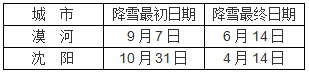 城 市 降雪最初日期 降雪最终日期
漠 河 9月7日 6月14日
沈 阳 10月31日 4月14日